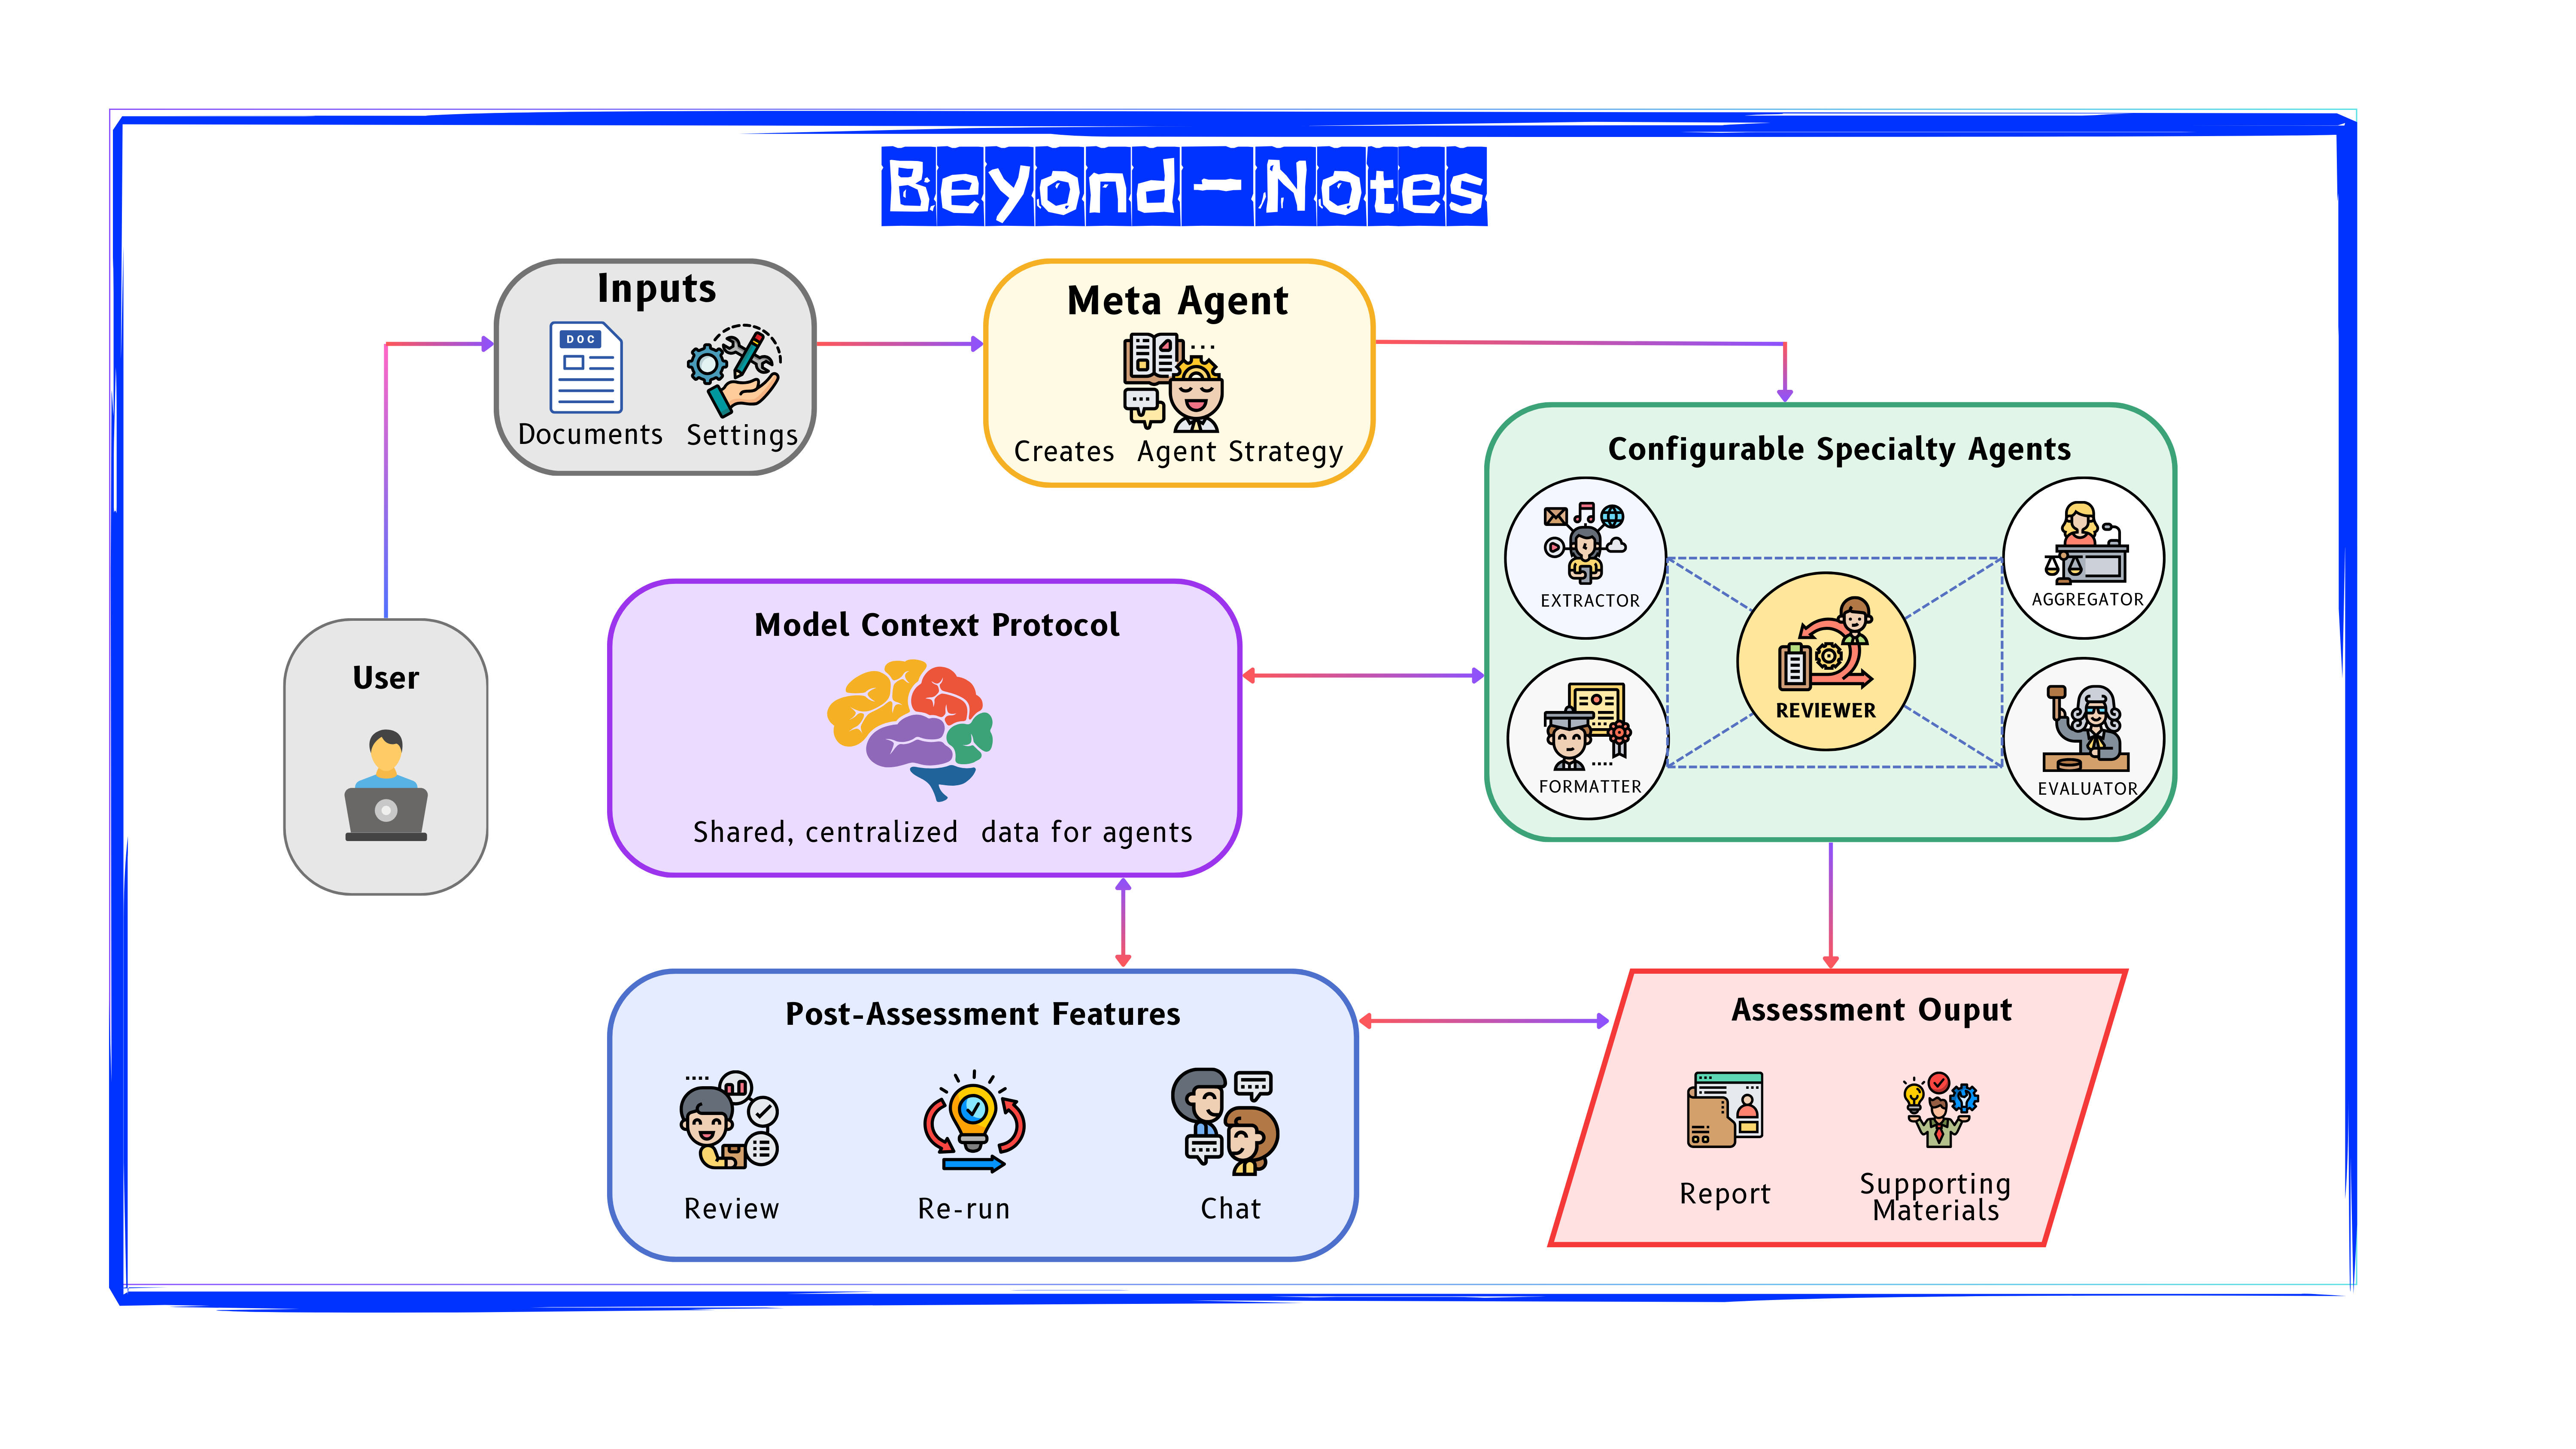 Beyond-Notes
Inputs
DOC
Documents Settings
Meta Agent
Creates Agent Strategy
Configurable Specialty Agents
EXTRACTOR
AGGREGATOR
REVIEWER
FORMATTER
EVALUATOR
Model Context Protocol
Shared, centralized data for agents
User
Post-Assessment Features
Review Re-run Chat
Assessment Ouput
Report
Supporting
Materials